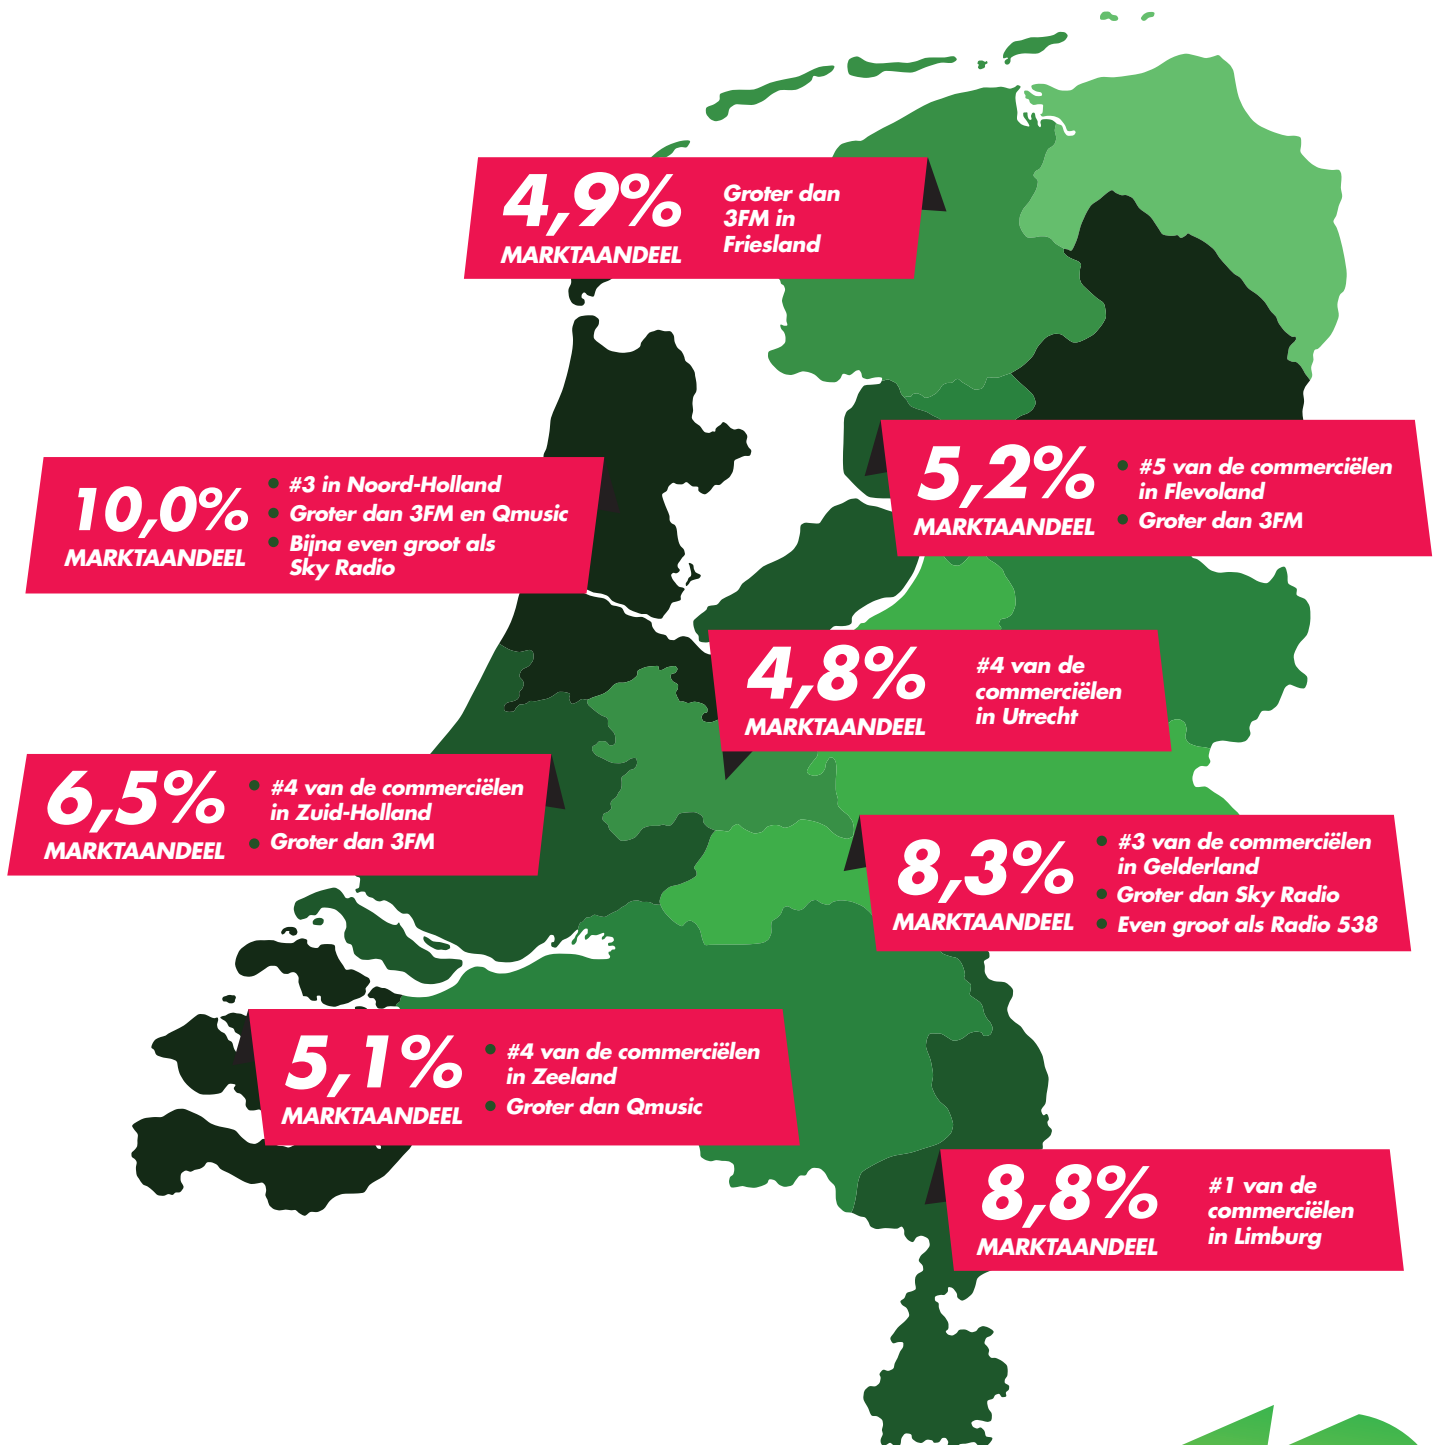 4,9%
MARKTAANDEEL
Groter dan
3FM in
Friesland
10,0%
MARKTAANDEEL
#3 in Noord-Holland
Groter dan 3FM en Qmusic
Bijna even groot als
Sky Radio
5,2%
MARKTAANDEEL
#5 van de commerciëlen
in Flevoland
Groter dan 3FM
4,8%
MARKTAANDEEL
#4 van de
commerciëlen
in Utrecht
6,5%
MARKTAANDEEL
#4 van de commerciëlen
in Zuid-Holland
Groter dan 3FM
8,3%
MARKTAANDEEL
#3 van de commerciëlen
in Gelderland
Groter dan Sky Radio
Even groot als Radio 538
5,1%
MARKTAANDEEL
#4 van de commerciëlen
in Zeeland
Groter dan Qmusic
8,8%
MARKTAANDEEL
#1 van de
commerciëlen
in Limburg